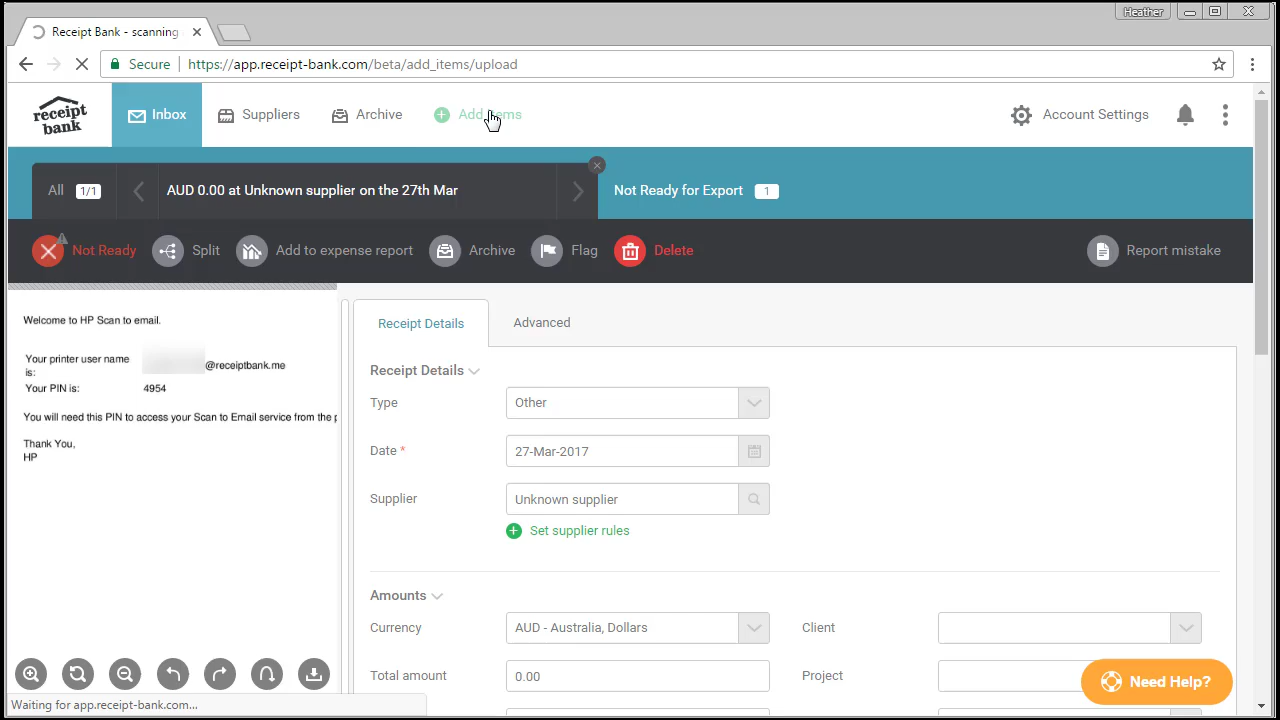 Heather
Receipt Bank - scanning
Secure https://app.receipt-bank.com/beta/add_items/upload
receipt bank
Inbox
Suppliers
Archive
Add items
Account Settings
All 1/1
AUD 0.00 at Unknown supplier on the 27th Mar
Not Ready for Export 1
Not Ready
Split
Add to expense report
Archive
Flag
Delete
Report mistake
Welcome to HP Scan to email.
Your printer user name is: @receiptbank.me
Your PIN is: 4954
You will need this PIN to access your Scan to Email service from the
Thank You,
HP
Receipt Details
Advanced
Receipt Details
Type Other
Date * 27-Mar-2017
Supplier Unknown supplier
Set supplier rules
Amounts
Currency AUD - Australia, Dollars
Client
Total amount 0.00
Project
Need Help?
Waiting for app.receipt-bank.com...